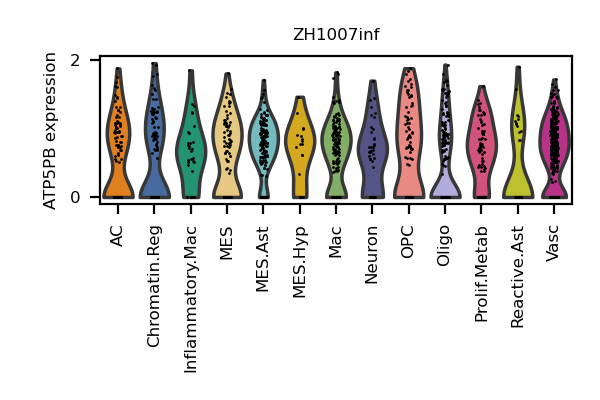 ZH1007inf
ATP5PB expression
2
0
AC
Chromatin.Reg
Inflammatory.Mac
MES
MES.Ast
MES.Hyp
Mac
Neuron
OPC
Oligo
Prolif.Metab
Reactive.Ast
Vasc